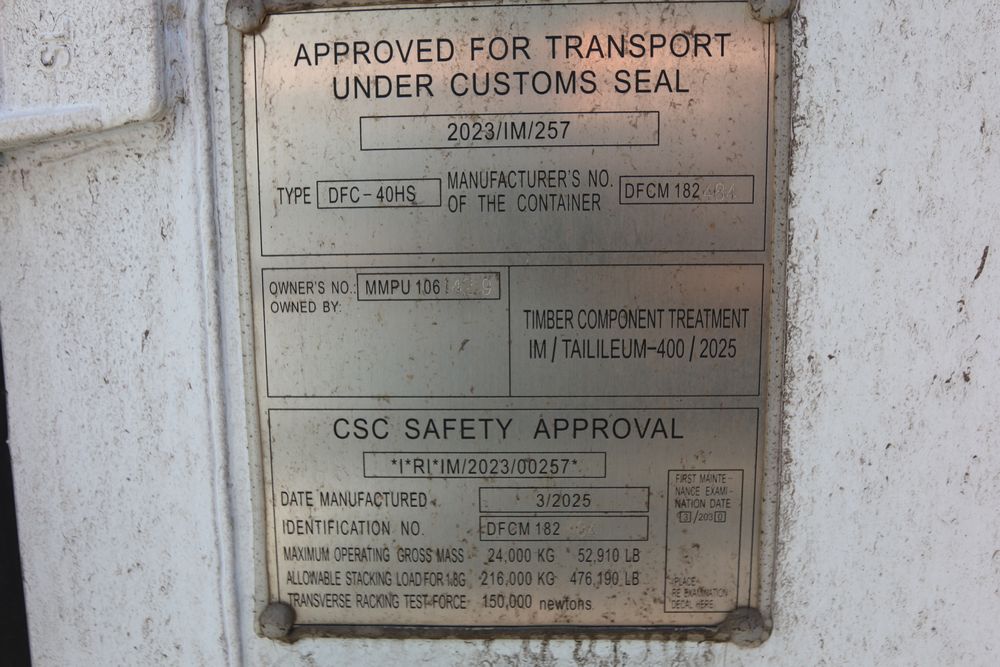 APPROVED FOR TRANSPORT
UNDER CUSTOMS SEAL
2023/IM/257
TYPE DFC-40HS
MANUFACTURER'S NO.
OF THE CONTAINER
DFCM 182
OWNER'S NO.: MMPU 106
OWNED BY:
TIMBER COMPONENT TREATMENT
IM / TAILILEUM-400 / 2025
CSC SAFETY APPROVAL
*I*RI*IM/2023/00257*
DATE MANUFACTURED 3/2025
IDENTIFICATION NO. DFCM 182
MAXIMUM OPERATING GROSS MASS 24,000 KG 52,910 LB
ALLOWABLE STACKING LOAD FOR 1.8G 216,000 KG 476,190 LB
TRANSVERSE RACKING TEST FORCE 150,000 newtons
FIRST MAINTE-
NANCE EXAMI-
NATION DATE
3/2030
PLACE
RE EXAMINATION
DECAL HERE